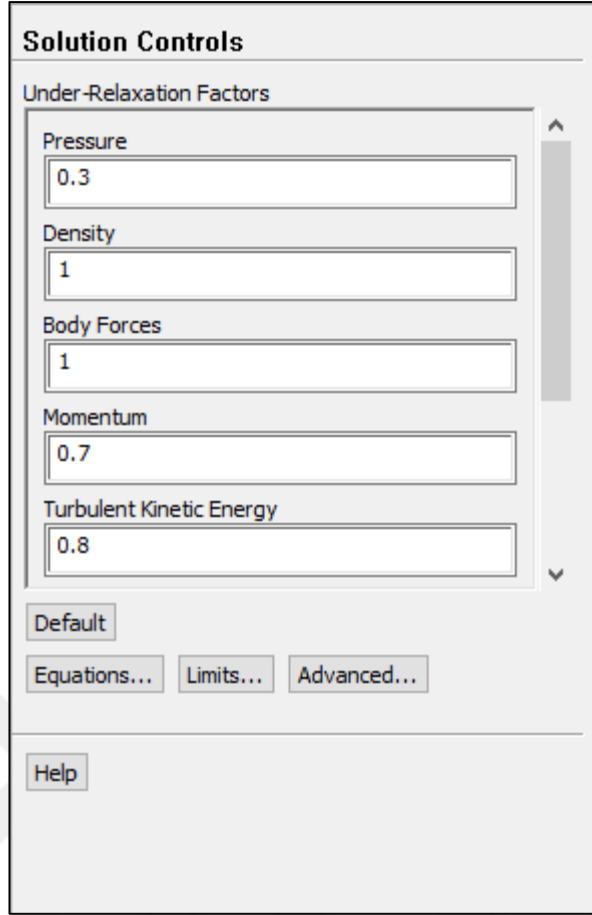 Solution Controls
Under-Relaxation Factors
Pressure
0.3
Density
1
Body Forces
1
Momentum
0.7
Turbulent Kinetic Energy
0.8
Default
Equations... Limits... Advanced...
Help